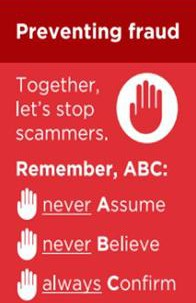 Preventing fraud
Together,
let's stop
scammers.
Remember, ABC:
never Assume
never Believe
always Confirm